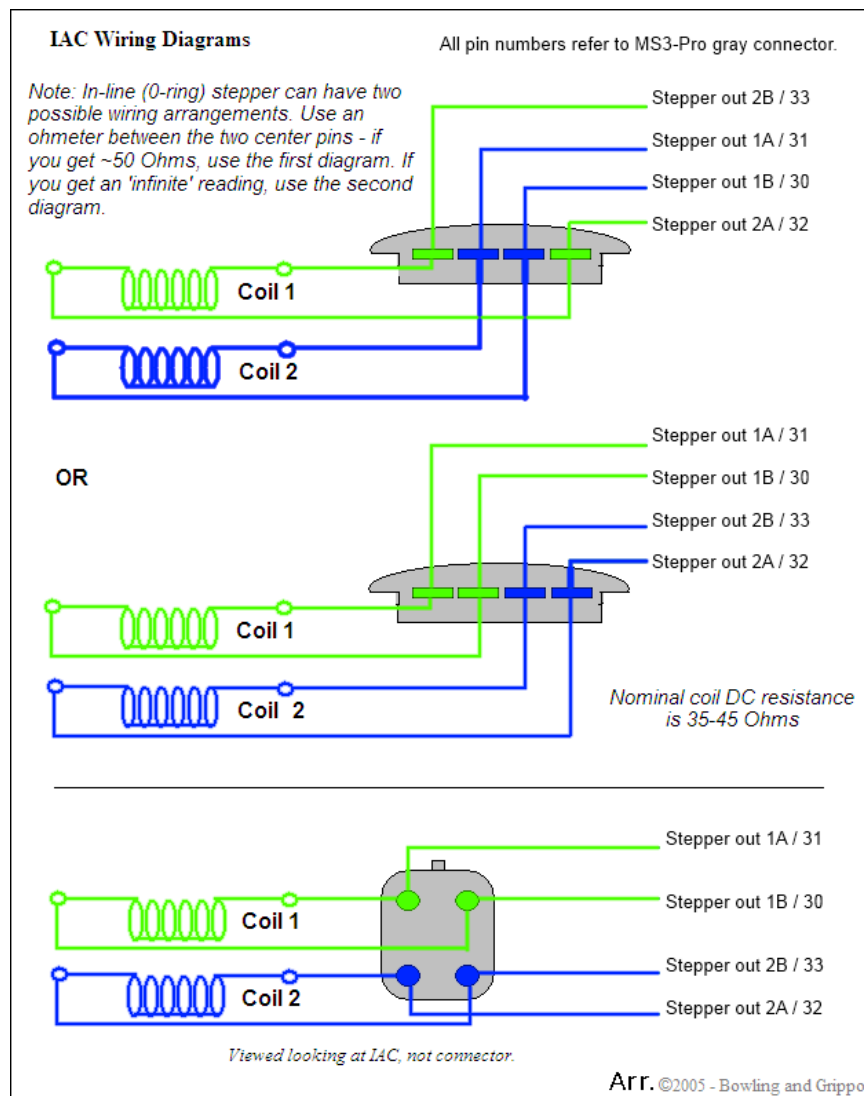 IAC Wiring Diagrams
All pin numbers refer to MS3-Pro gray connector.
Note: In-line (0-ring) stepper can have two
possible wiring arrangements. Use an
ohmeter between the two center pins - if
you get ~50 Ohms, use the first diagram. If
you get an 'infinite' reading, use the second
diagram.
Stepper out 2B / 33
Stepper out 1A / 31
Stepper out 1B / 30
Stepper out 2A / 32
Coil 1
Coil 2
OR
Stepper out 1A / 31
Stepper out 1B / 30
Stepper out 2B / 33
Stepper out 2A / 32
Coil 1
Coil 2
Nominal coil DC resistance
is 35-45 Ohms
Stepper out 1A / 31
Stepper out 1B / 30
Stepper out 2B / 33
Stepper out 2A / 32
Coil 1
Coil 2
Viewed looking at IAC, not connector.
Arr. ©2005 - Bowling and Grippo